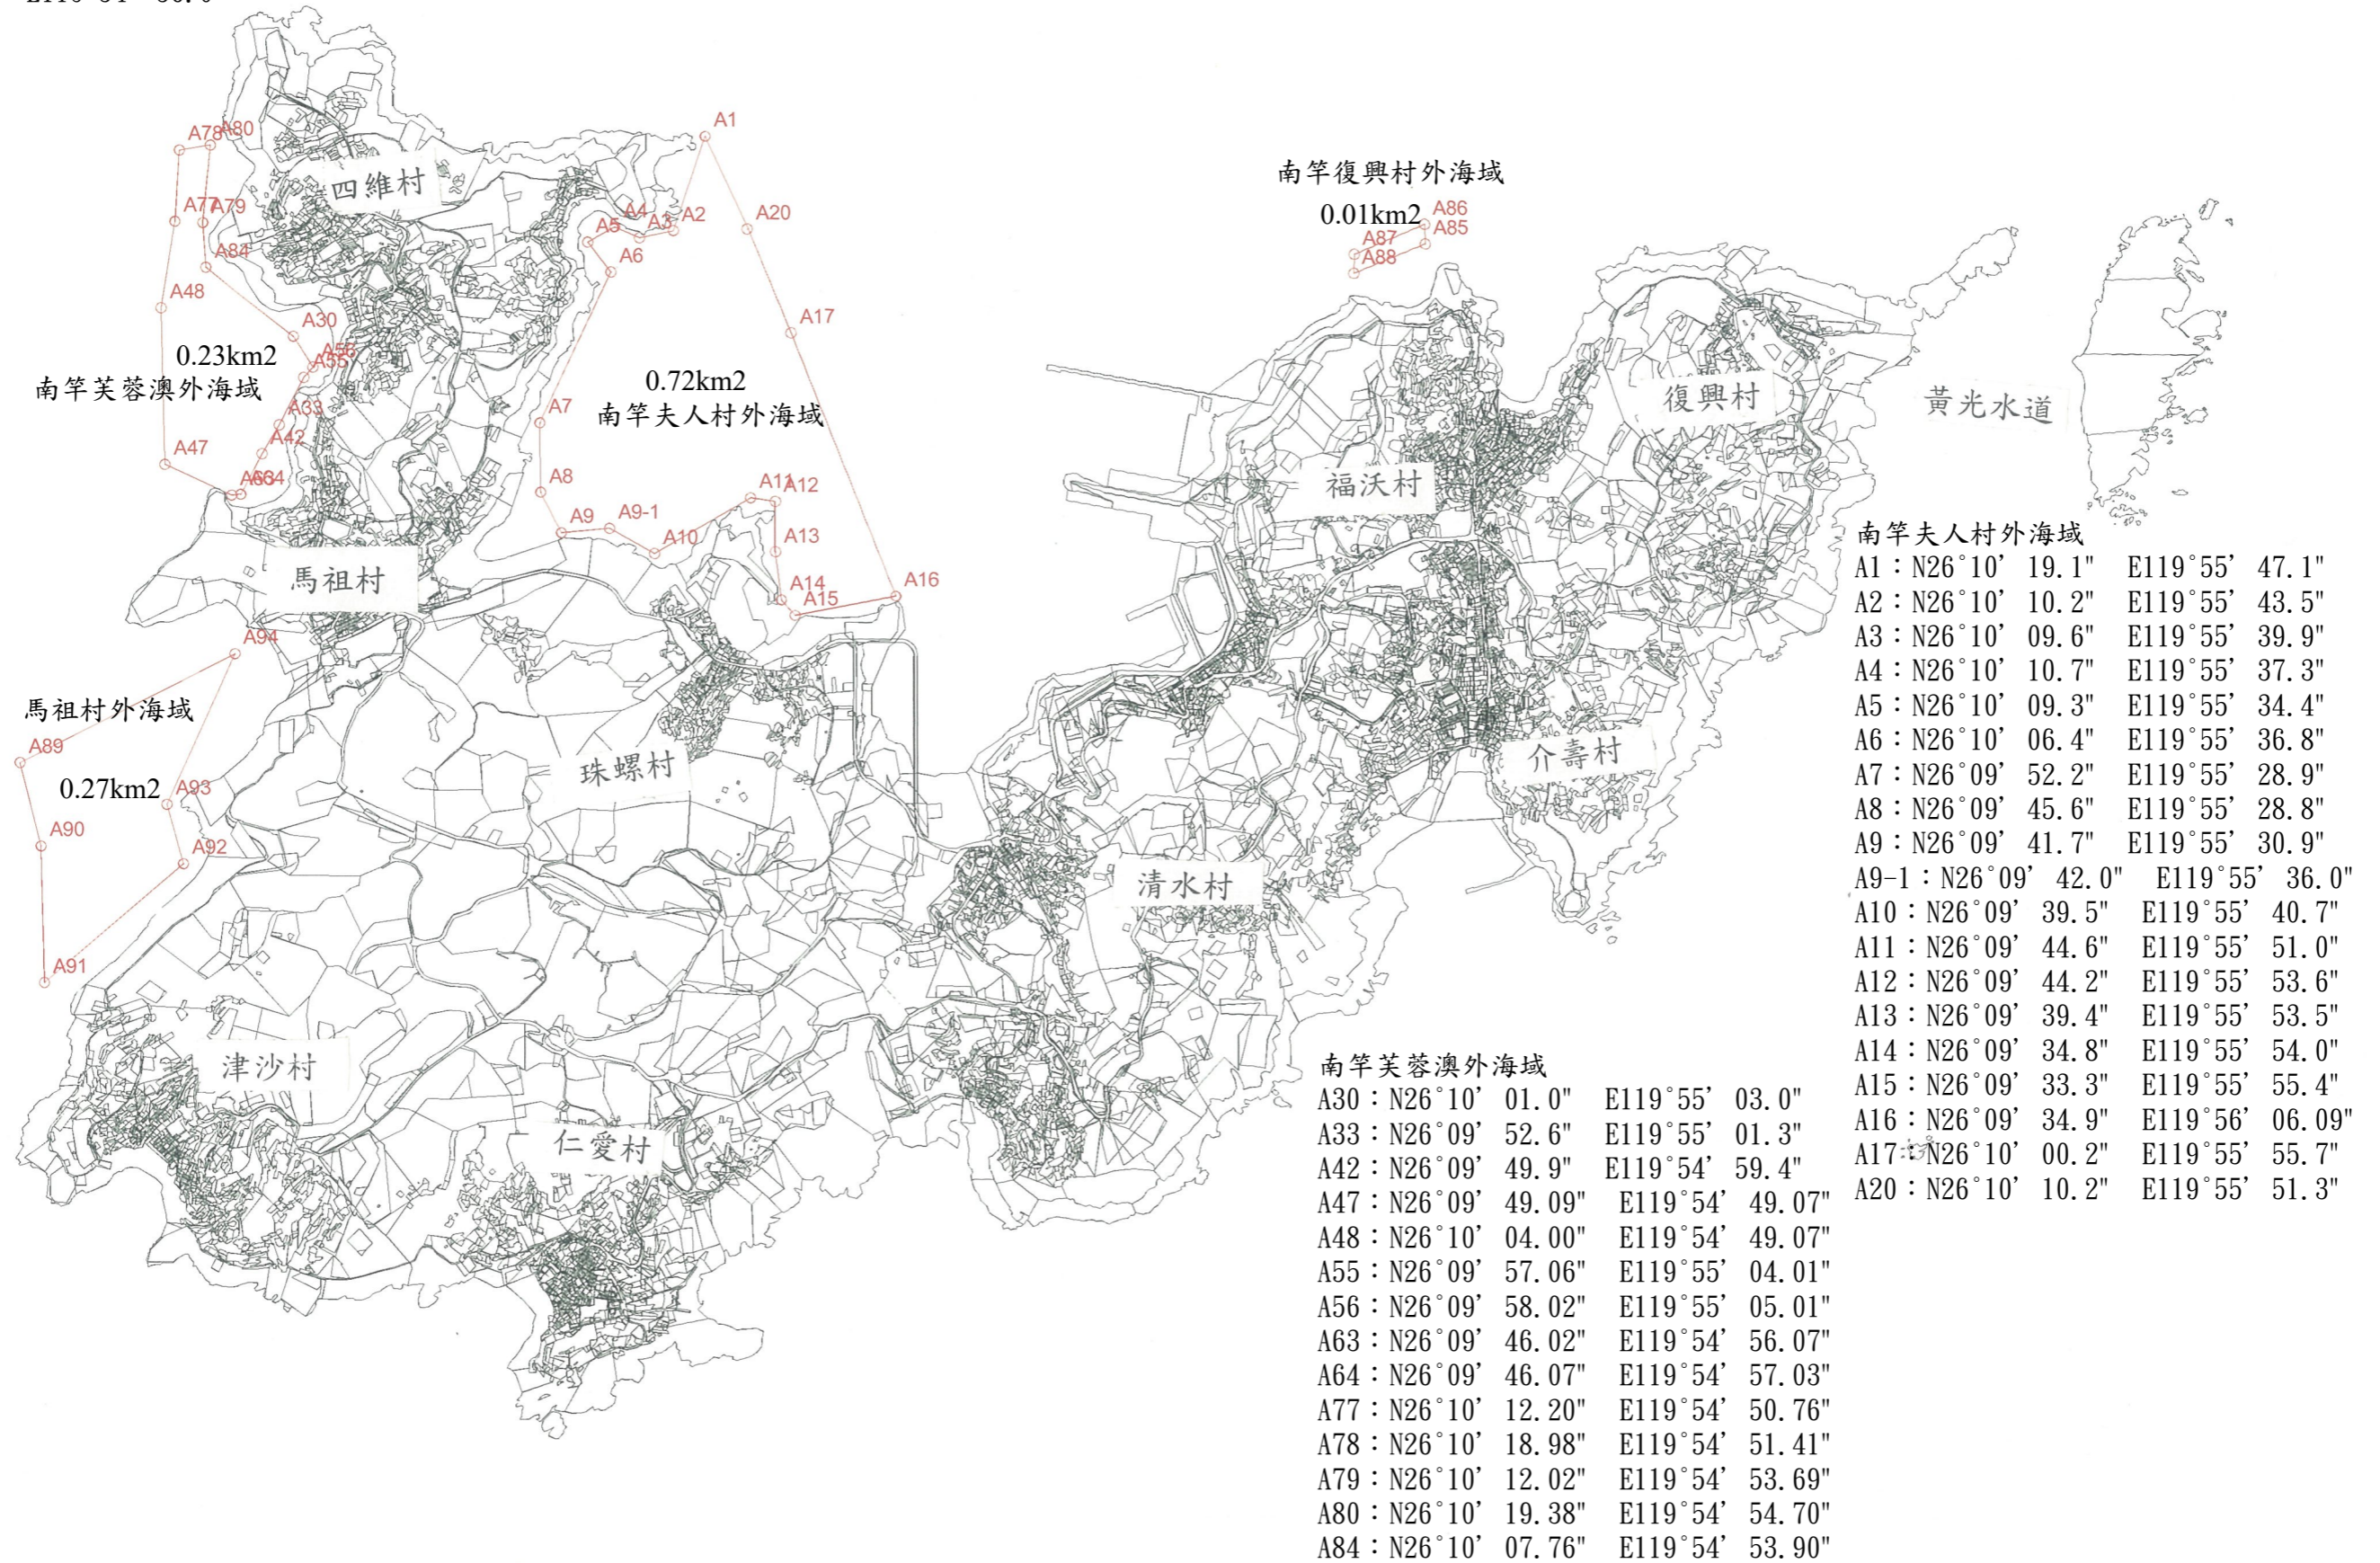 A1
A78
A80
四維村
A77
A79
A4
A3
A2
A5
A20
A6
A84
A48
A30
A17
0.23km2
A56
A55
南竿芙蓉澳外海域
0.72km2
南竿夫人村外海域
A33
A7
A42
A47
A63
A64
A8
A11
A12
A9
A9-1
A10
A13
馬祖村
A14
A15
A16
A94
馬祖村外海域
A89
珠螺村
0.27km2
A93
A90
A92
A91
津沙村
仁愛村
南竿復興村外海域
0.01km2
A86
A85
A87
A88
復興村
黃光水道
福沃村
介壽村
清水村
南竿夫人村外海域
A1：N26°10' 19.1" E119°55' 47.1"
A2：N26°10' 10.2" E119°55' 43.5"
A3：N26°10' 09.6" E119°55' 39.9"
A4：N26°10' 10.7" E119°55' 37.3"
A5：N26°10' 09.3" E119°55' 34.4"
A6：N26°10' 06.4" E119°55' 36.8"
A7：N26°09' 52.2" E119°55' 28.9"
A8：N26°09' 45.6" E119°55' 28.8"
A9：N26°09' 41.7" E119°55' 30.9"
A9-1：N26°09' 42.0" E119°55' 36.0"
A10：N26°09' 39.5" E119°55' 40.7"
A11：N26°09' 44.6" E119°55' 51.0"
A12：N26°09' 44.2" E119°55' 53.6"
A13：N26°09' 39.4" E119°55' 53.5"
A14：N26°09' 34.8" E119°55' 54.0"
A15：N26°09' 33.3" E119°55' 55.4"
A16：N26°09' 34.9" E119°56' 06.09"
A17：N26°10' 00.2" E119°55' 55.7"
A20：N26°10' 10.2" E119°55' 51.3"
南竿芙蓉澳外海域
A30：N26°10' 01.0" E119°55' 03.0"
A33：N26°09' 52.6" E119°55' 01.3"
A42：N26°09' 49.9" E119°54' 59.4"
A47：N26°09' 49.09" E119°54' 49.07"
A48：N26°10' 04.00" E119°54' 49.07"
A55：N26°09' 57.06" E119°55' 04.01"
A56：N26°09' 58.02" E119°55' 05.01"
A63：N26°09' 46.02" E119°54' 56.07"
A64：N26°09' 46.07" E119°54' 57.03"
A77：N26°10' 12.20" E119°54' 50.76"
A78：N26°10' 18.98" E119°54' 51.41"
A79：N26°10' 12.02" E119°54' 53.69"
A80：N26°10' 19.38" E119°54' 54.70"
A84：N26°10' 07.76" E119°54' 53.90"